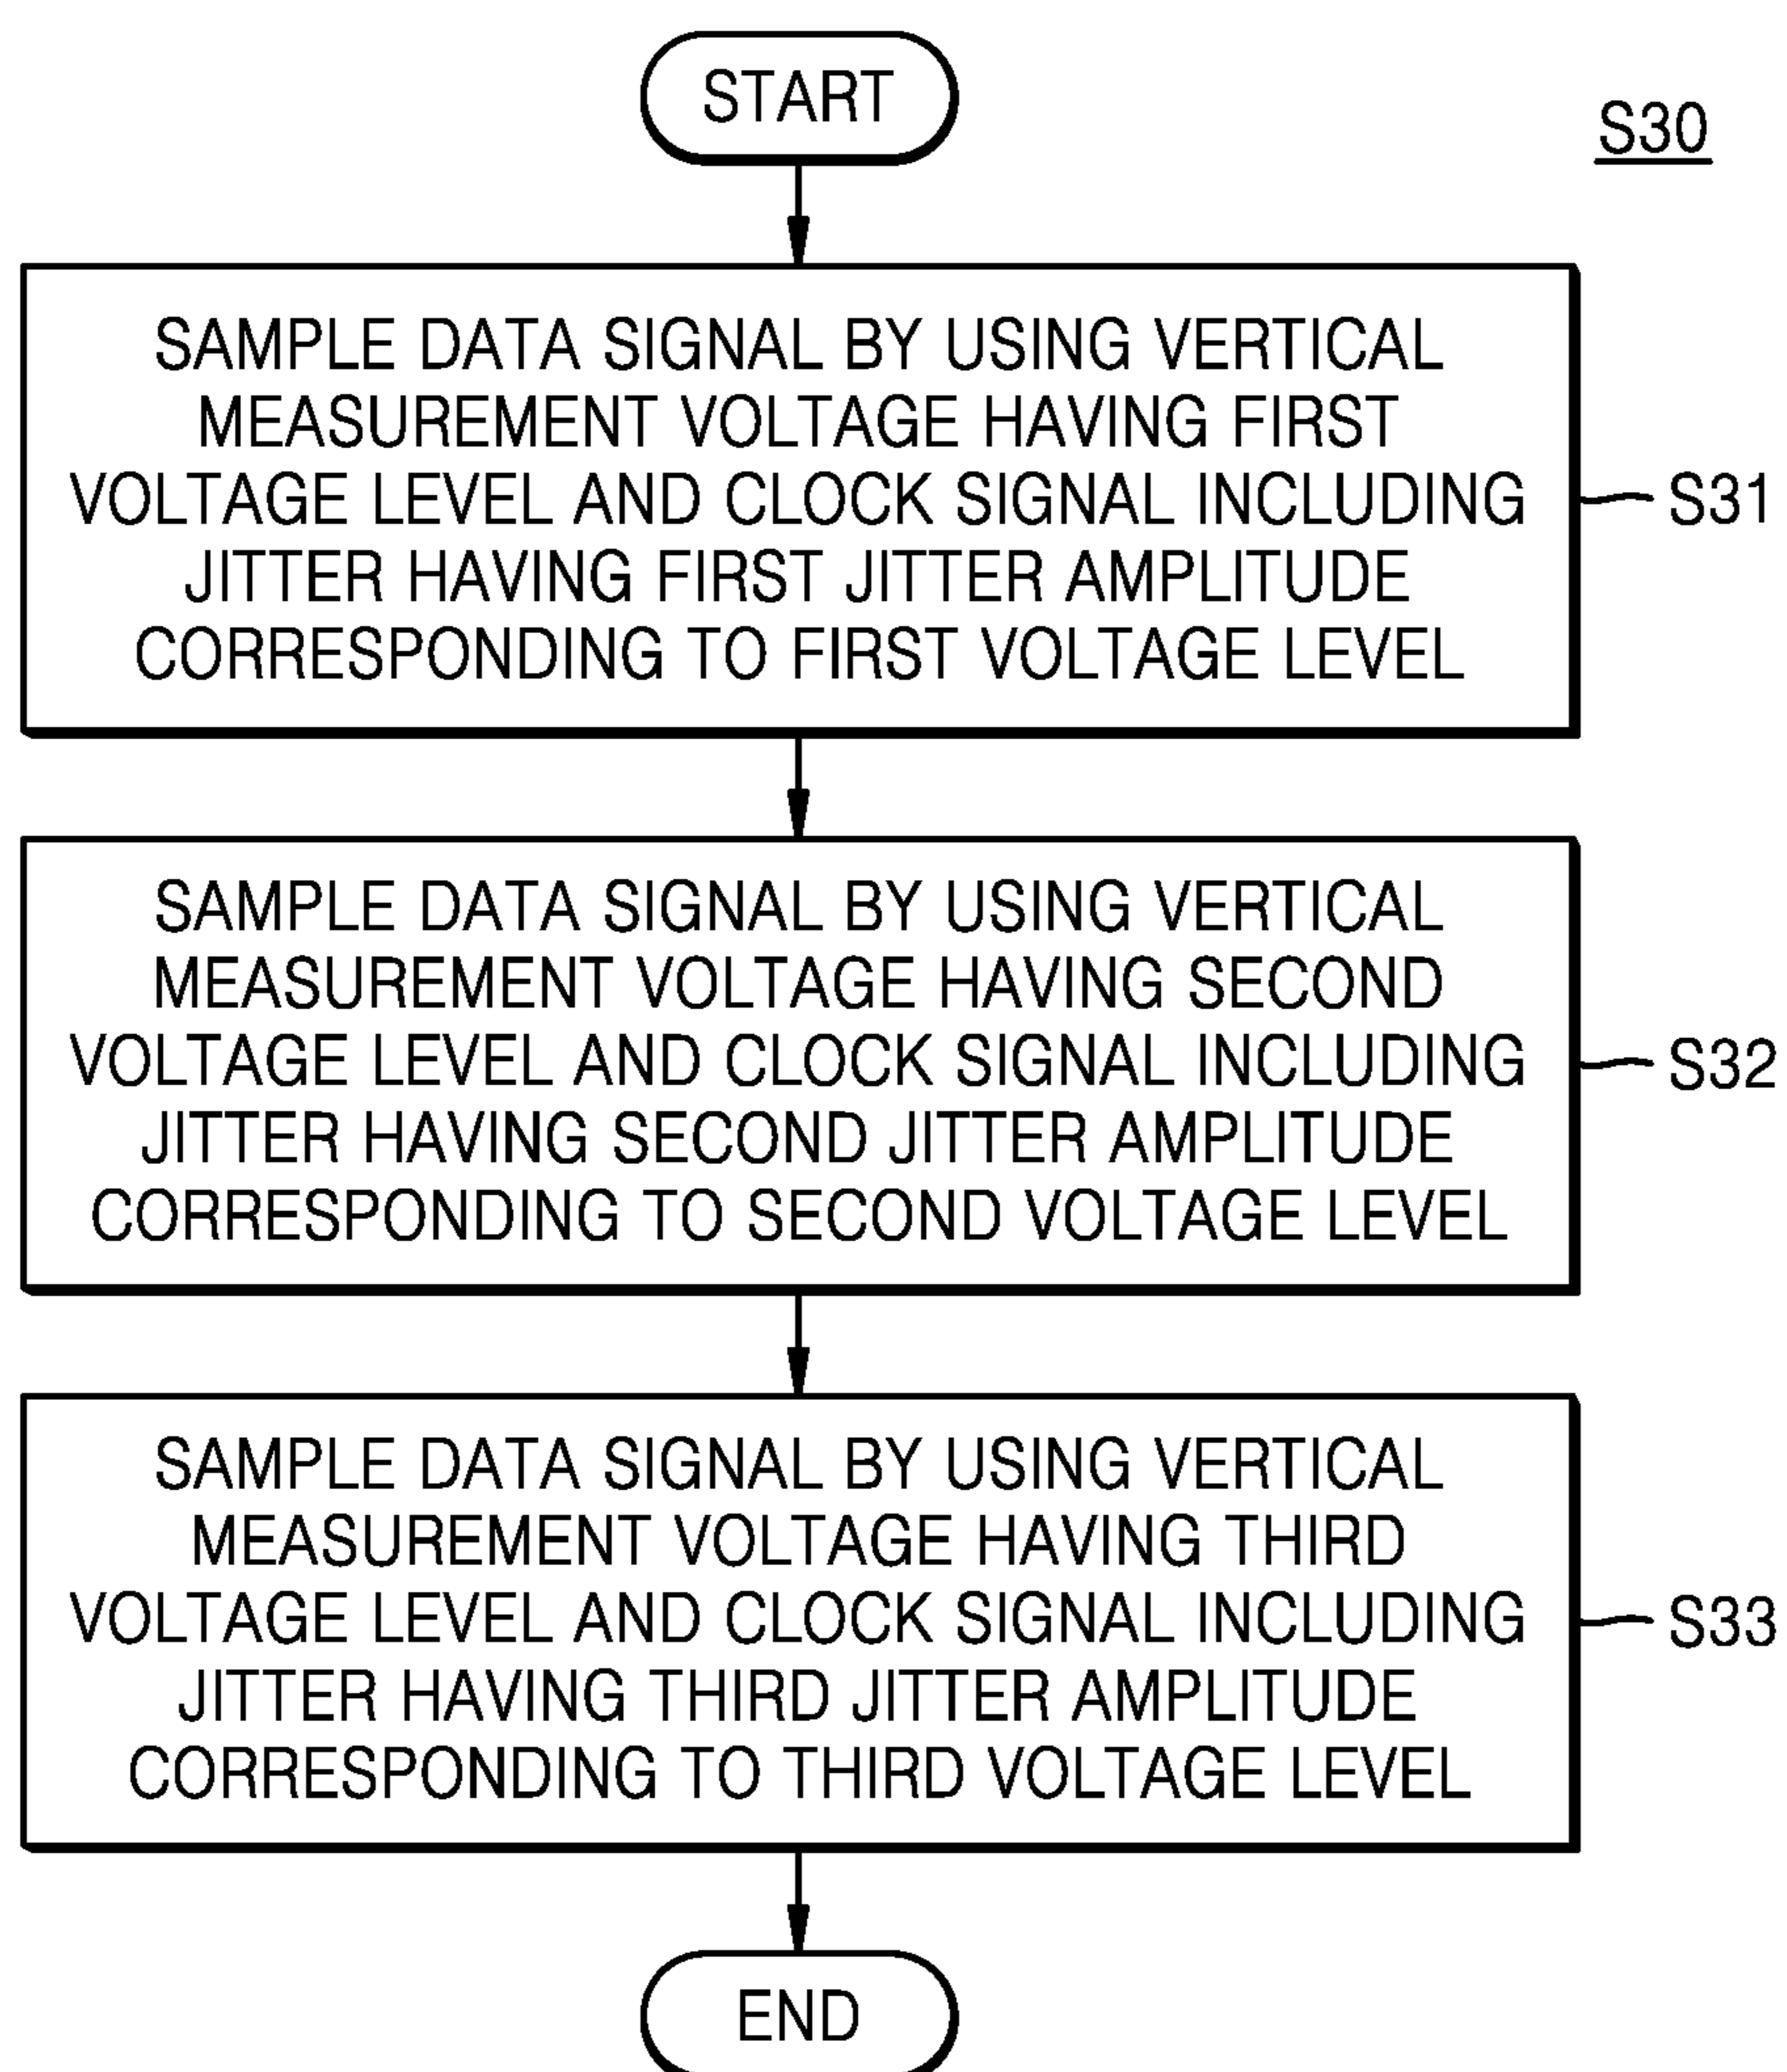 START
S30
SAMPLE DATA SIGNAL BY USING VERTICAL
MEASUREMENT VOLTAGE HAVING FIRST
VOLTAGE LEVEL AND CLOCK SIGNAL INCLUDING
JITTER HAVING FIRST JITTER AMPLITUDE
CORRESPONDING TO FIRST VOLTAGE LEVEL
S31
SAMPLE DATA SIGNAL BY USING VERTICAL
MEASUREMENT VOLTAGE HAVING SECOND
VOLTAGE LEVEL AND CLOCK SIGNAL INCLUDING
JITTER HAVING SECOND JITTER AMPLITUDE
CORRESPONDING TO SECOND VOLTAGE LEVEL
S32
SAMPLE DATA SIGNAL BY USING VERTICAL
MEASUREMENT VOLTAGE HAVING THIRD
VOLTAGE LEVEL AND CLOCK SIGNAL INCLUDING
JITTER HAVING THIRD JITTER AMPLITUDE
CORRESPONDING TO THIRD VOLTAGE LEVEL
S33
END